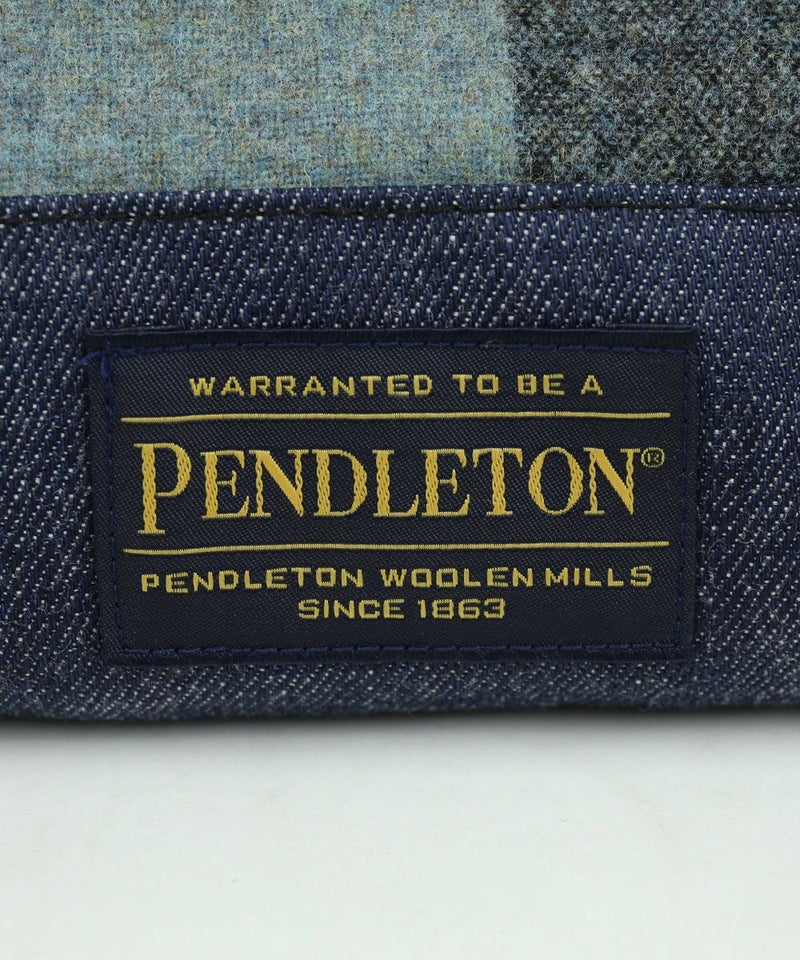 WARRANTED TO BE A
PENDLETON®
PENDLETON WOOLEN MILLS
SINCE 1863